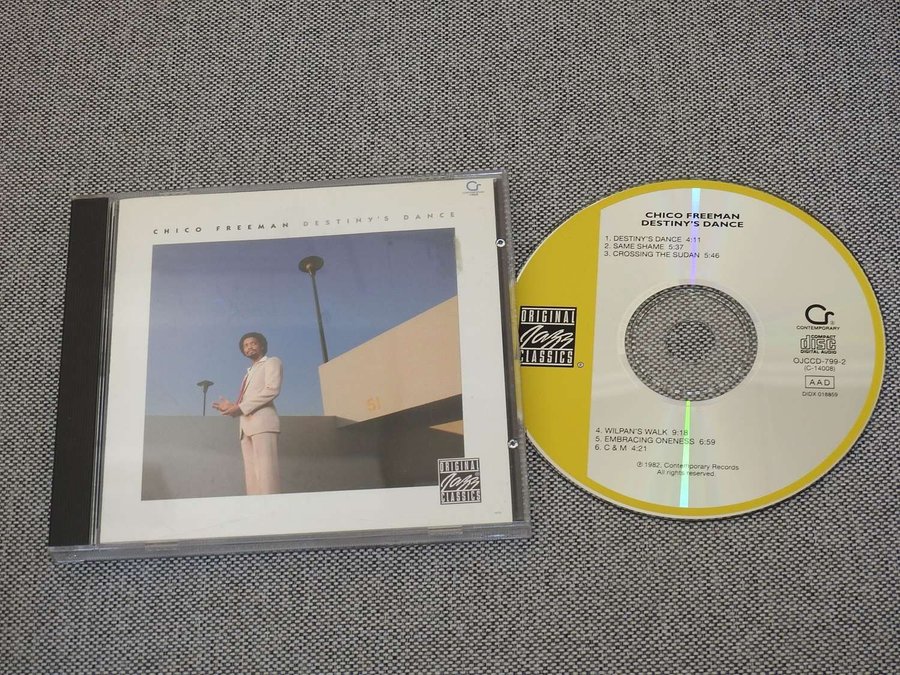 Cr
CHICO FREEMAN DESTINY'S DANCE
51
ORIGINAL
Jazz
CLASSICS
CHICO FREEMAN
DESTINY'S DANCE
1. DESTINY'S DANCE 4:11
2. SAME SHAME 5:37
3. CROSSING THE SUDAN 5:46
ORIGINAL
Jazz
CLASSICS
®
Cr®
CONTEMPORARY
COMPACT
disc
DIGITAL AUDIO
OJCCD-799-2
(C-14008)
AAD
DIDX 018859
4. WILPAN'S WALK 9:18
5. EMBRACING ONENESS 6:59
6. C & M 4:21
℗ 1982, Contemporary Records
All rights reserved.